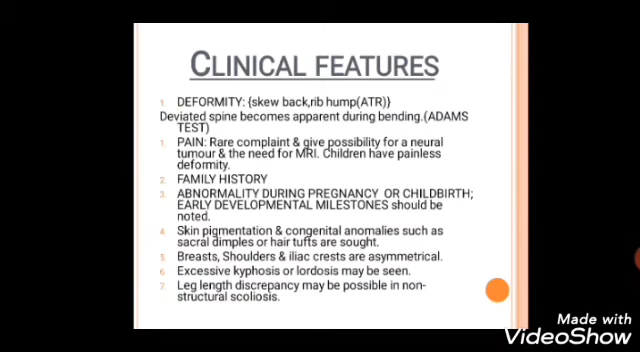 CLINICAL FEATURES
1. DEFORMITY: {skew back,rib hump(ATR)}
Deviated spine becomes apparent during bending.(ADAMS
TEST)
1. PAIN: Rare complaint & give possibility for a neural
tumour & the need for MRI. Children have painless
deformity.
2. FAMILY HISTORY
3. ABNORMALITY DURING PREGNANCY OR CHILDBIRTH;
EARLY DEVELOPMENTAL MILESTONES should be
noted.
4. Skin pigmentation & congenital anomalies such as
sacral dimples or hair tufts are sought.
5. Breasts, Shoulders & iliac crests are asymmetrical.
6. Excessive kyphosis or lordosis may be seen.
7. Leg length discrepancy may be possible in non-
structural scoliosis.
Made with
VideoShow